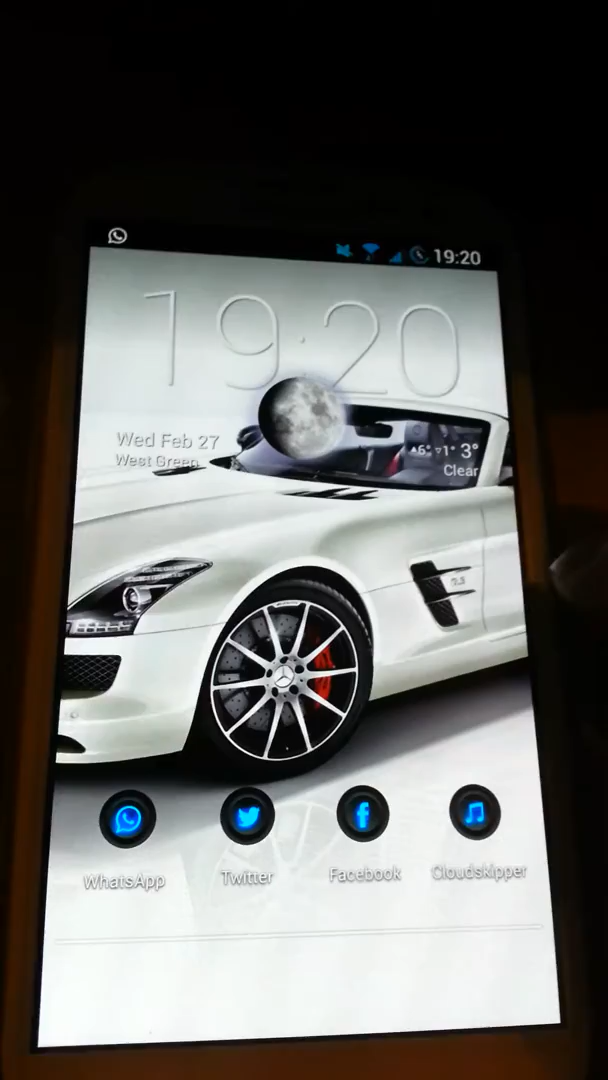 19:20
19:20
Wed Feb 27
West Green
▲6° ▽1° 3°
Clear
WhatsApp
Twitter
Facebook
Cloudskipper